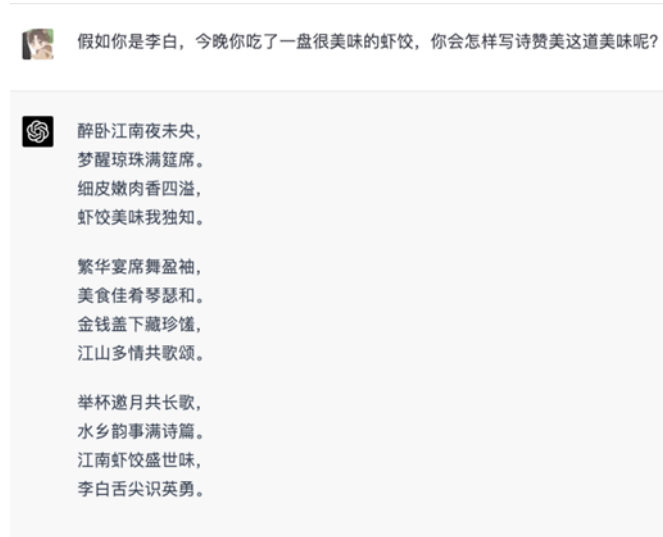 假如你是李白，今晚你吃了一盘很美味的虾饺，你会怎样写诗赞美这道美味呢?
醉卧江南夜未央，
梦醒琼珠满筵席。
细皮嫩肉香四溢，
虾饺美味我独知。
繁华宴席舞盈袖，
美食佳肴琴瑟和。
金钱盖下藏珍馐，
江山多情共歌颂。
举杯邀月共长歌，
水乡韵事满诗篇。
江南虾饺盛世味，
李白舌尖识英勇。